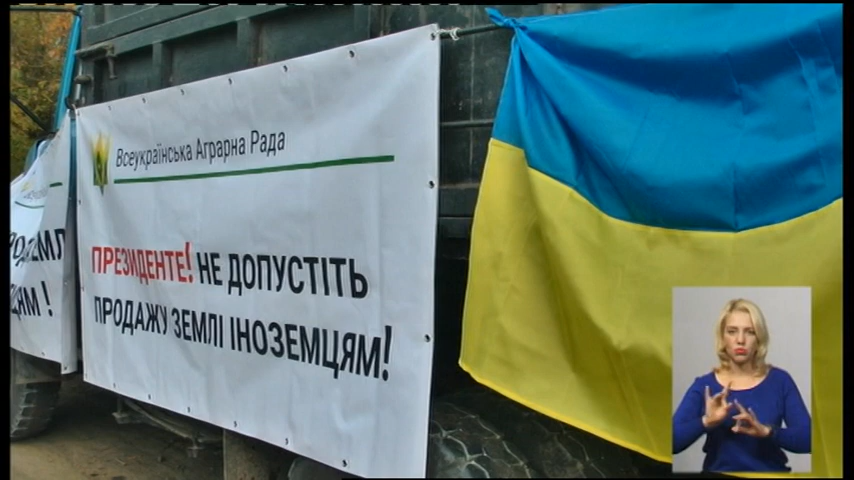 Всеукраїнська Аграрна Рада
ПРЕЗИДЕНТЕ! НЕ ДОПУСТІТЬ
ПРОДАЖУ ЗЕМЛІ ІНОЗЕМЦЯМ!